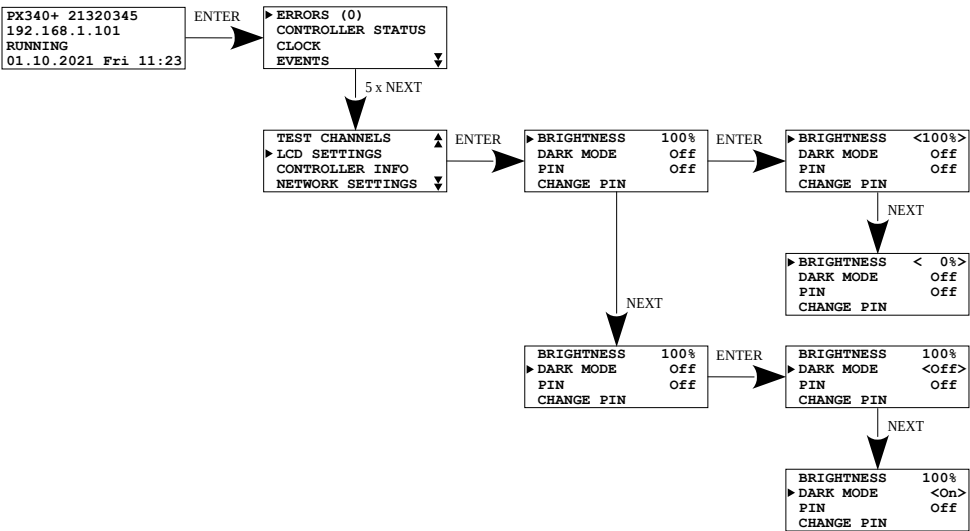 PX340+ 21320345
192.168.1.101
RUNNING
01.10.2021 Fri 11:23
ENTER
ERRORS (0)
CONTROLLER STATUS
CLOCK
EVENTS
5 x NEXT
TEST CHANNELS
LCD SETTINGS
CONTROLLER INFO
NETWORK SETTINGS
ENTER
BRIGHTNESS 100%
DARK MODE Off
PIN Off
CHANGE PIN
ENTER
BRIGHTNESS <100%>
DARK MODE Off
PIN Off
CHANGE PIN
NEXT
BRIGHTNESS < 0%>
DARK MODE Off
PIN Off
CHANGE PIN
NEXT
BRIGHTNESS 100%
DARK MODE Off
PIN Off
CHANGE PIN
ENTER
BRIGHTNESS 100%
DARK MODE <Off>
PIN Off
CHANGE PIN
NEXT
BRIGHTNESS 100%
DARK MODE <On>
PIN Off
CHANGE PIN